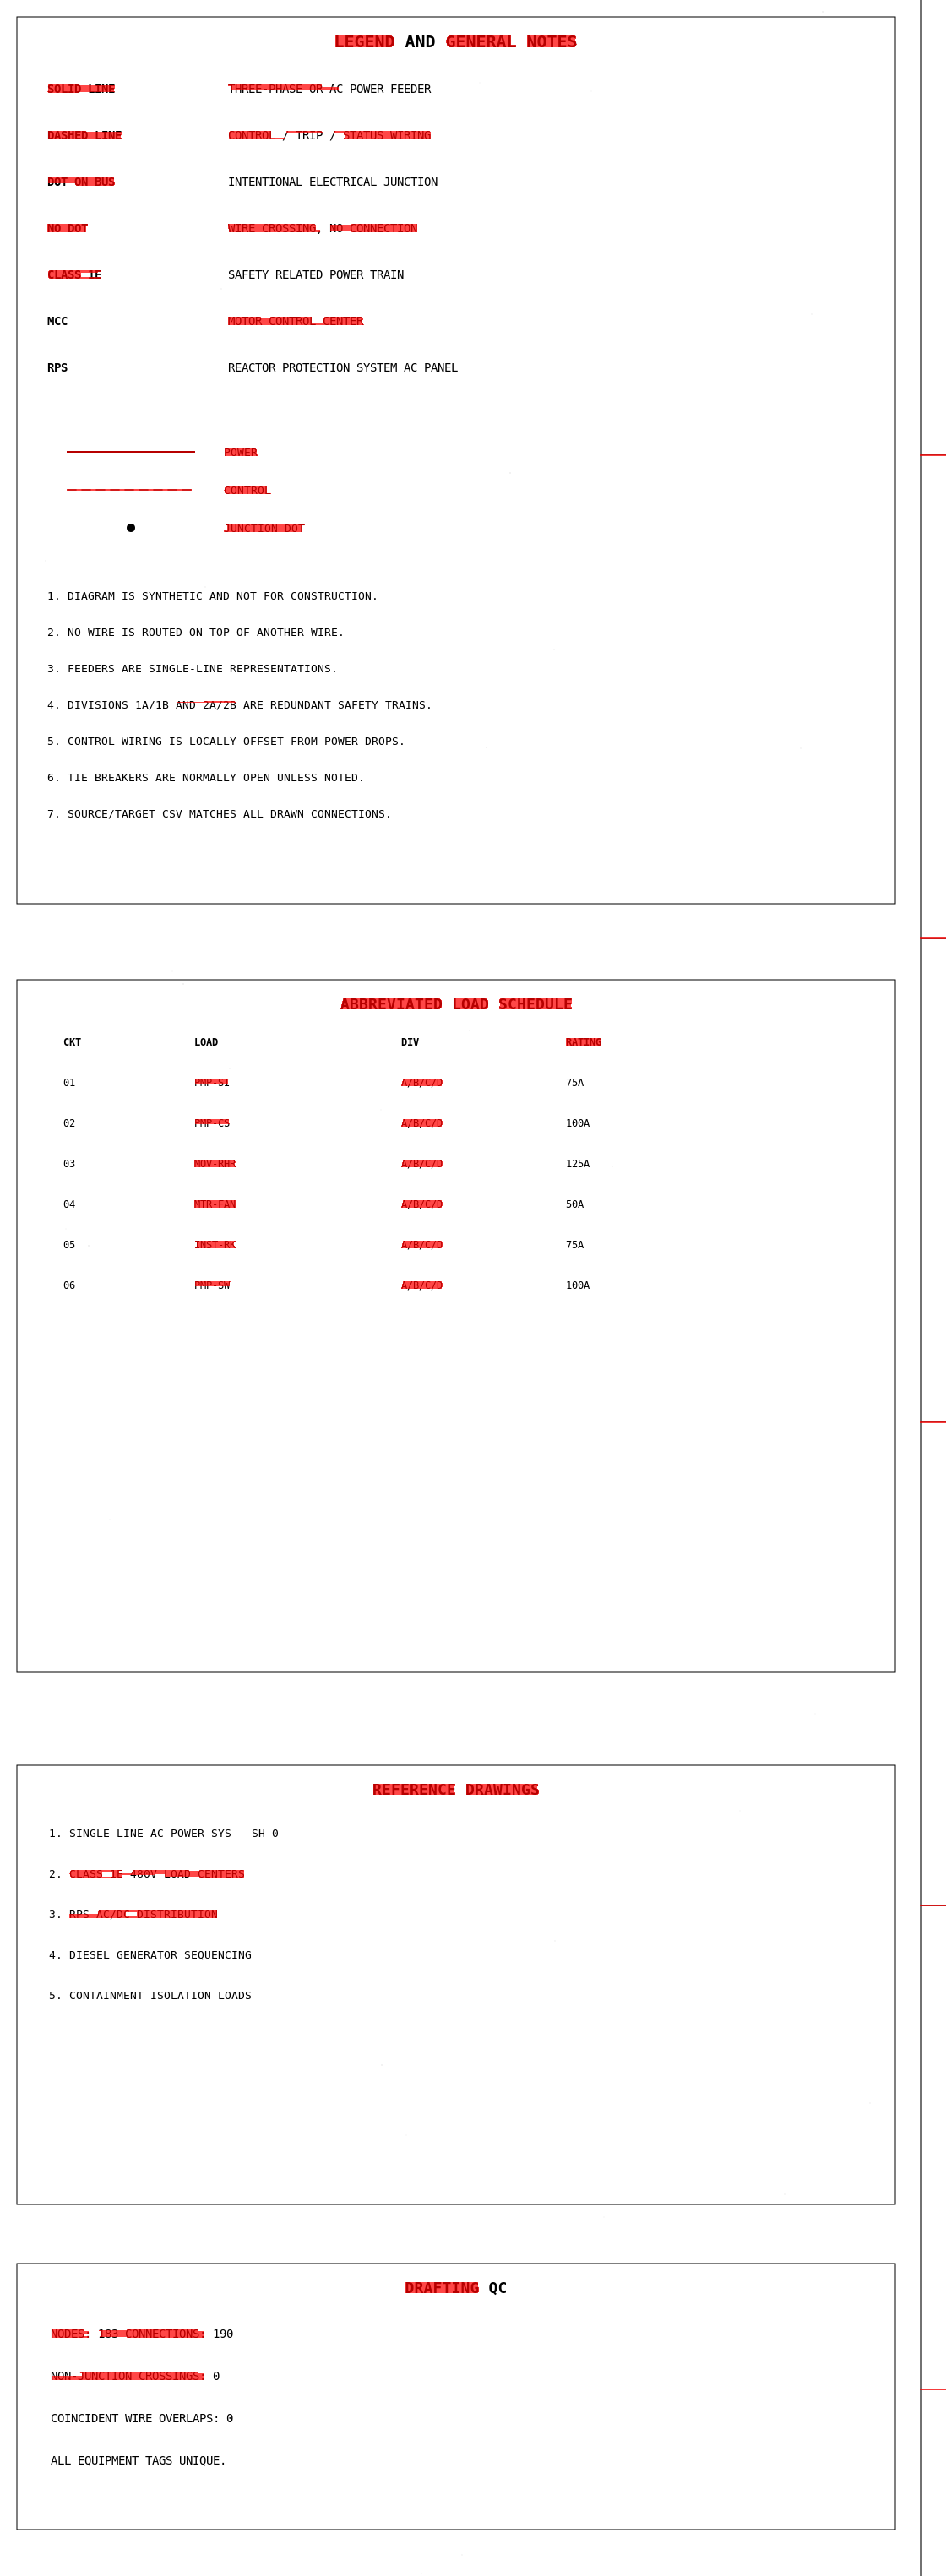 LEGEND AND GENERAL NOTES
SOLID LINE THREE-PHASE OR AC POWER FEEDER
DASHED LINE CONTROL / TRIP / STATUS WIRING
DOT ON BUS INTENTIONAL ELECTRICAL JUNCTION
NO DOT WIRE CROSSING, NO CONNECTION
CLASS 1E SAFETY RELATED POWER TRAIN
MCC MOTOR CONTROL CENTER
RPS REACTOR PROTECTION SYSTEM AC PANEL
POWER
CONTROL
JUNCTION DOT
1. DIAGRAM IS SYNTHETIC AND NOT FOR CONSTRUCTION.
2. NO WIRE IS ROUTED ON TOP OF ANOTHER WIRE.
3. FEEDERS ARE SINGLE-LINE REPRESENTATIONS.
4. DIVISIONS 1A/1B AND 2A/2B ARE REDUNDANT SAFETY TRAINS.
5. CONTROL WIRING IS LOCALLY OFFSET FROM POWER DROPS.
6. TIE BREAKERS ARE NORMALLY OPEN UNLESS NOTED.
7. SOURCE/TARGET CSV MATCHES ALL DRAWN CONNECTIONS.
ABBREVIATED LOAD SCHEDULE
CKT LOAD DIV RATING
01 PMP-SI A/B/C/D 75A
02 PMP-CS A/B/C/D 100A
03 MOV-RHR A/B/C/D 125A
04 MTR-FAN A/B/C/D 50A
05 INST-RK A/B/C/D 75A
06 PMP-SW A/B/C/D 100A
REFERENCE DRAWINGS
1. SINGLE LINE AC POWER SYS - SH 0
2. CLASS 1E 480V LOAD CENTERS
3. RPS AC/DC DISTRIBUTION
4. DIESEL GENERATOR SEQUENCING
5. CONTAINMENT ISOLATION LOADS
DRAFTING QC
NODES: 183 CONNECTIONS: 190
NON-JUNCTION CROSSINGS: 0
COINCIDENT WIRE OVERLAPS: 0
ALL EQUIPMENT TAGS UNIQUE.